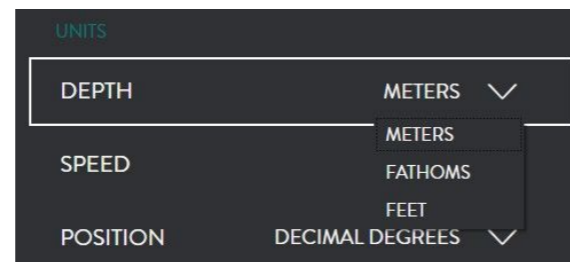 UNITS
DEPTH METERS
METERS
SPEED FATHOMS
FEET
POSITION DECIMAL DEGREES